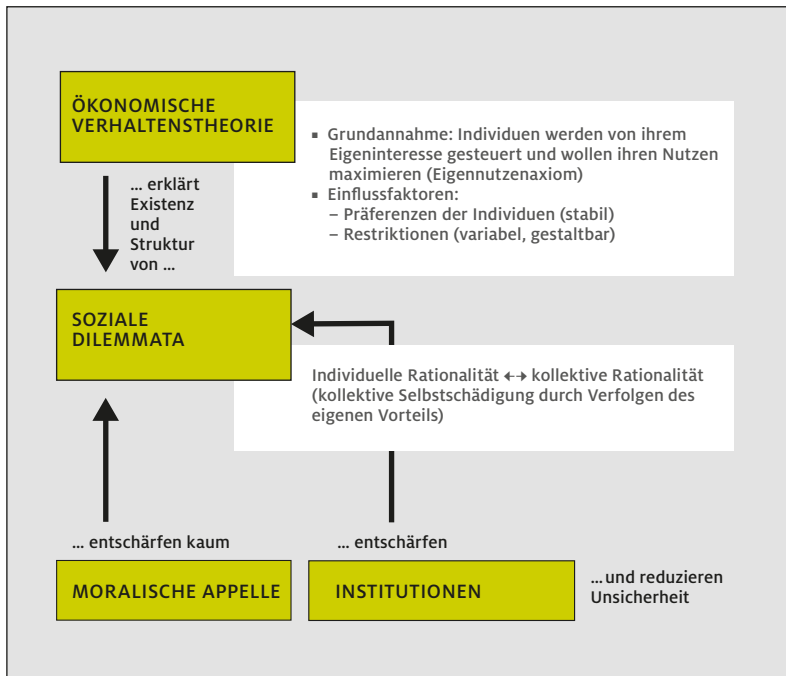 ÖKONOMISCHE
VERHALTENSTHEORIE
▪ Grundannahme: Individuen werden von ihrem
Eigeninteresse gesteuert und wollen ihren Nutzen
maximieren (Eigennutzenaxiom)
▪ Einflussfaktoren:
– Präferenzen der Individuen (stabil)
– Restriktionen (variabel, gestaltbar)
... erklärt
Existenz
und
Struktur
von ...
SOZIALE
DILEMMATA
Individuelle Rationalität ←→ kollektive Rationalität
(kollektive Selbstschädigung durch Verfolgen des
eigenen Vorteils)
... entschärfen kaum
... entschärfen
MORALISCHE APPELLE
INSTITUTIONEN
... und reduzieren
Unsicherheit